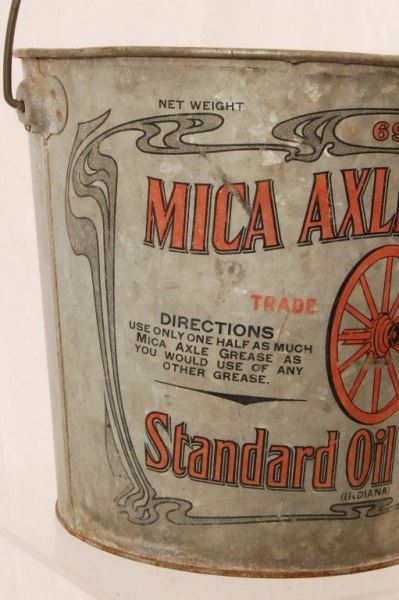 NET WEIGHT
MICA AXLE
TRADE
DIRECTIONS
USE ONLY ONE HALF AS MUCH
MICA AXLE GREASE AS
YOU WOULD USE OF ANY
OTHER GREASE.
Standard Oil
(INDIANA)